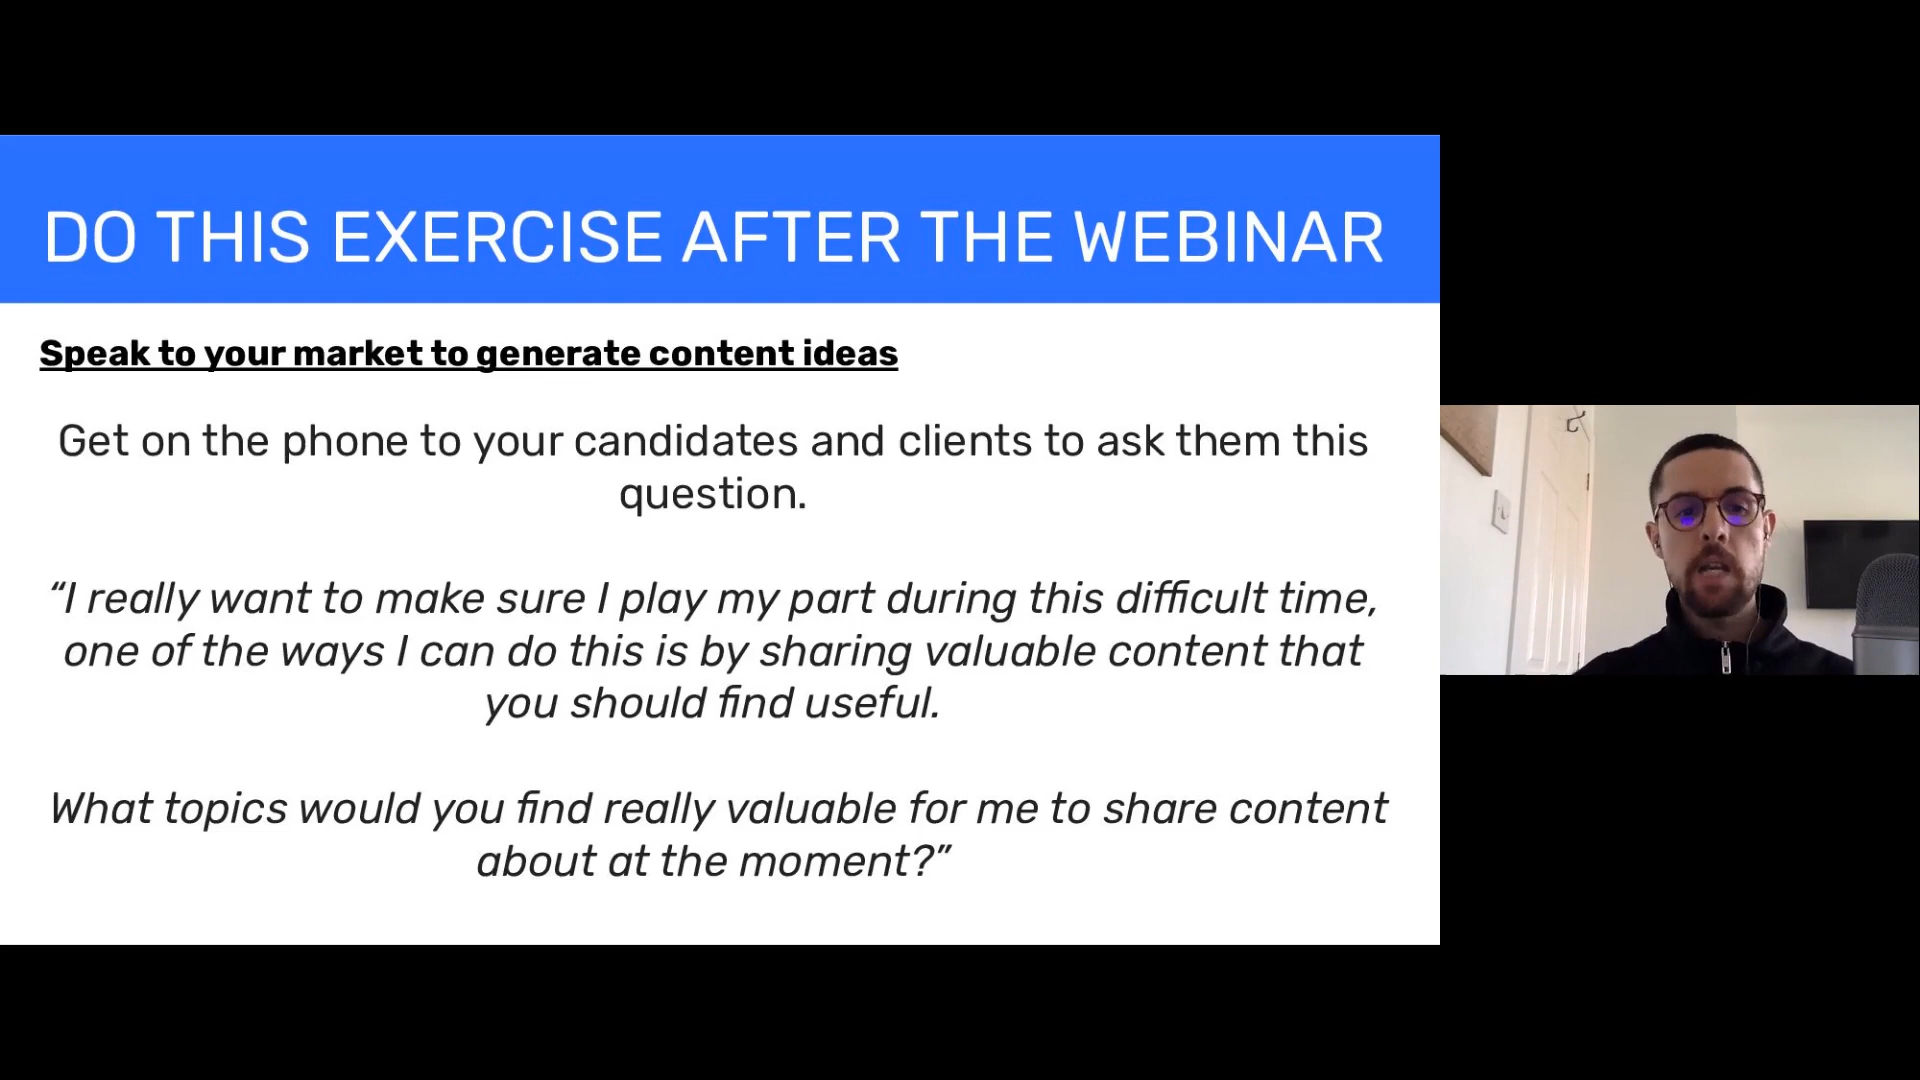 DO THIS EXERCISE AFTER THE WEBINAR
Speak to your market to generate content ideas
Get on the phone to your candidates and clients to ask them this
question.
“I really want to make sure I play my part during this difficult time,
one of the ways I can do this is by sharing valuable content that
you should find useful.
What topics would you find really valuable for me to share content
about at the moment?”